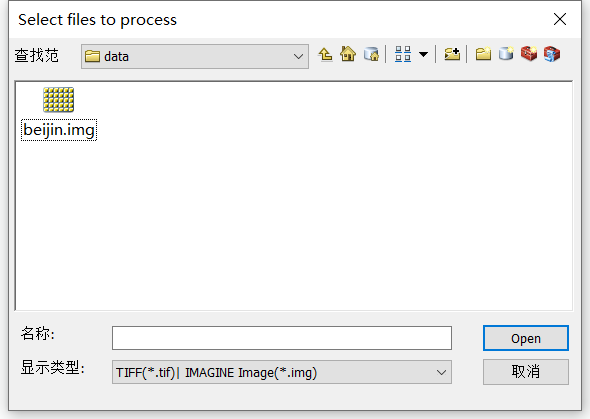 Select files to process
查找范
data
beijin.img
名称:
Open
显示类型:
TIFF(*.tif)| IMAGINE Image(*.img)
取消